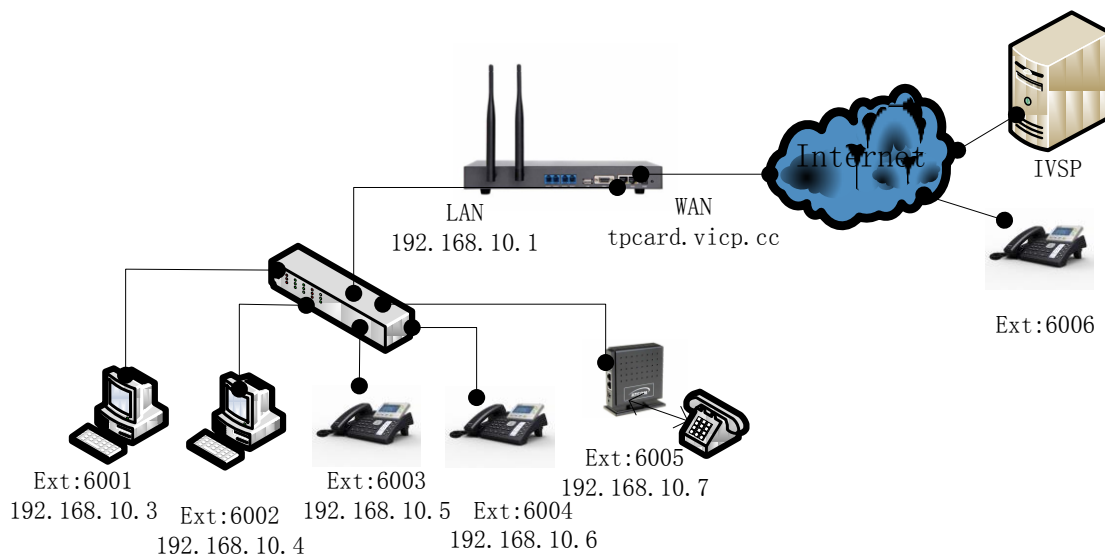 Internet
IVSP
LAN
192.168.10.1
WAN
tpcard.vicp.cc
Ext:6006
Ext:6001
192.168.10.3
Ext:6002
192.168.10.4
Ext:6003
192.168.10.5
Ext:6004
192.168.10.6
Ext:6005
192.168.10.7